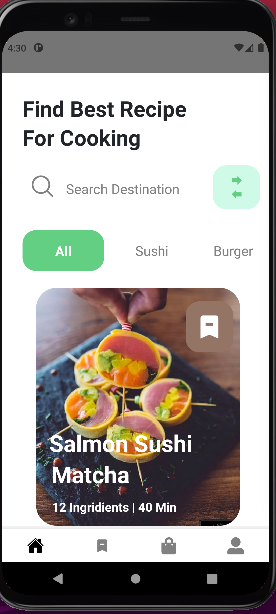 4:30
Find Best Recipe
For Cooking
Search Destination
All Sushi Burger
Salmon Sushi
Matcha
12 Ingridients | 40 Min